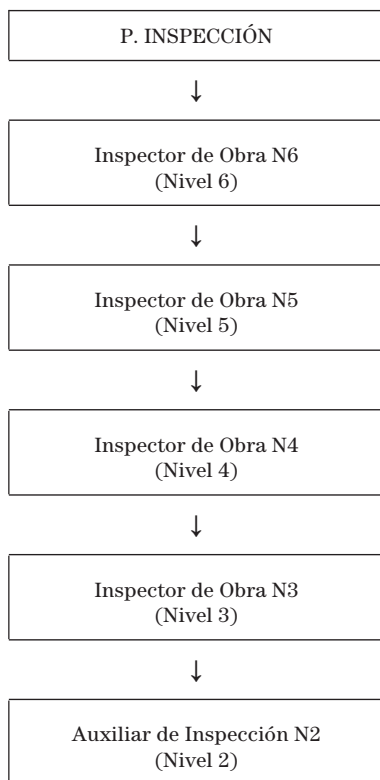 P. INSPECCIÓN
↓
Inspector de Obra N6
(Nivel 6)
↓
Inspector de Obra N5
(Nivel 5)
↓
Inspector de Obra N4
(Nivel 4)
↓
Inspector de Obra N3
(Nivel 3)
↓
Auxiliar de Inspección N2
(Nivel 2)